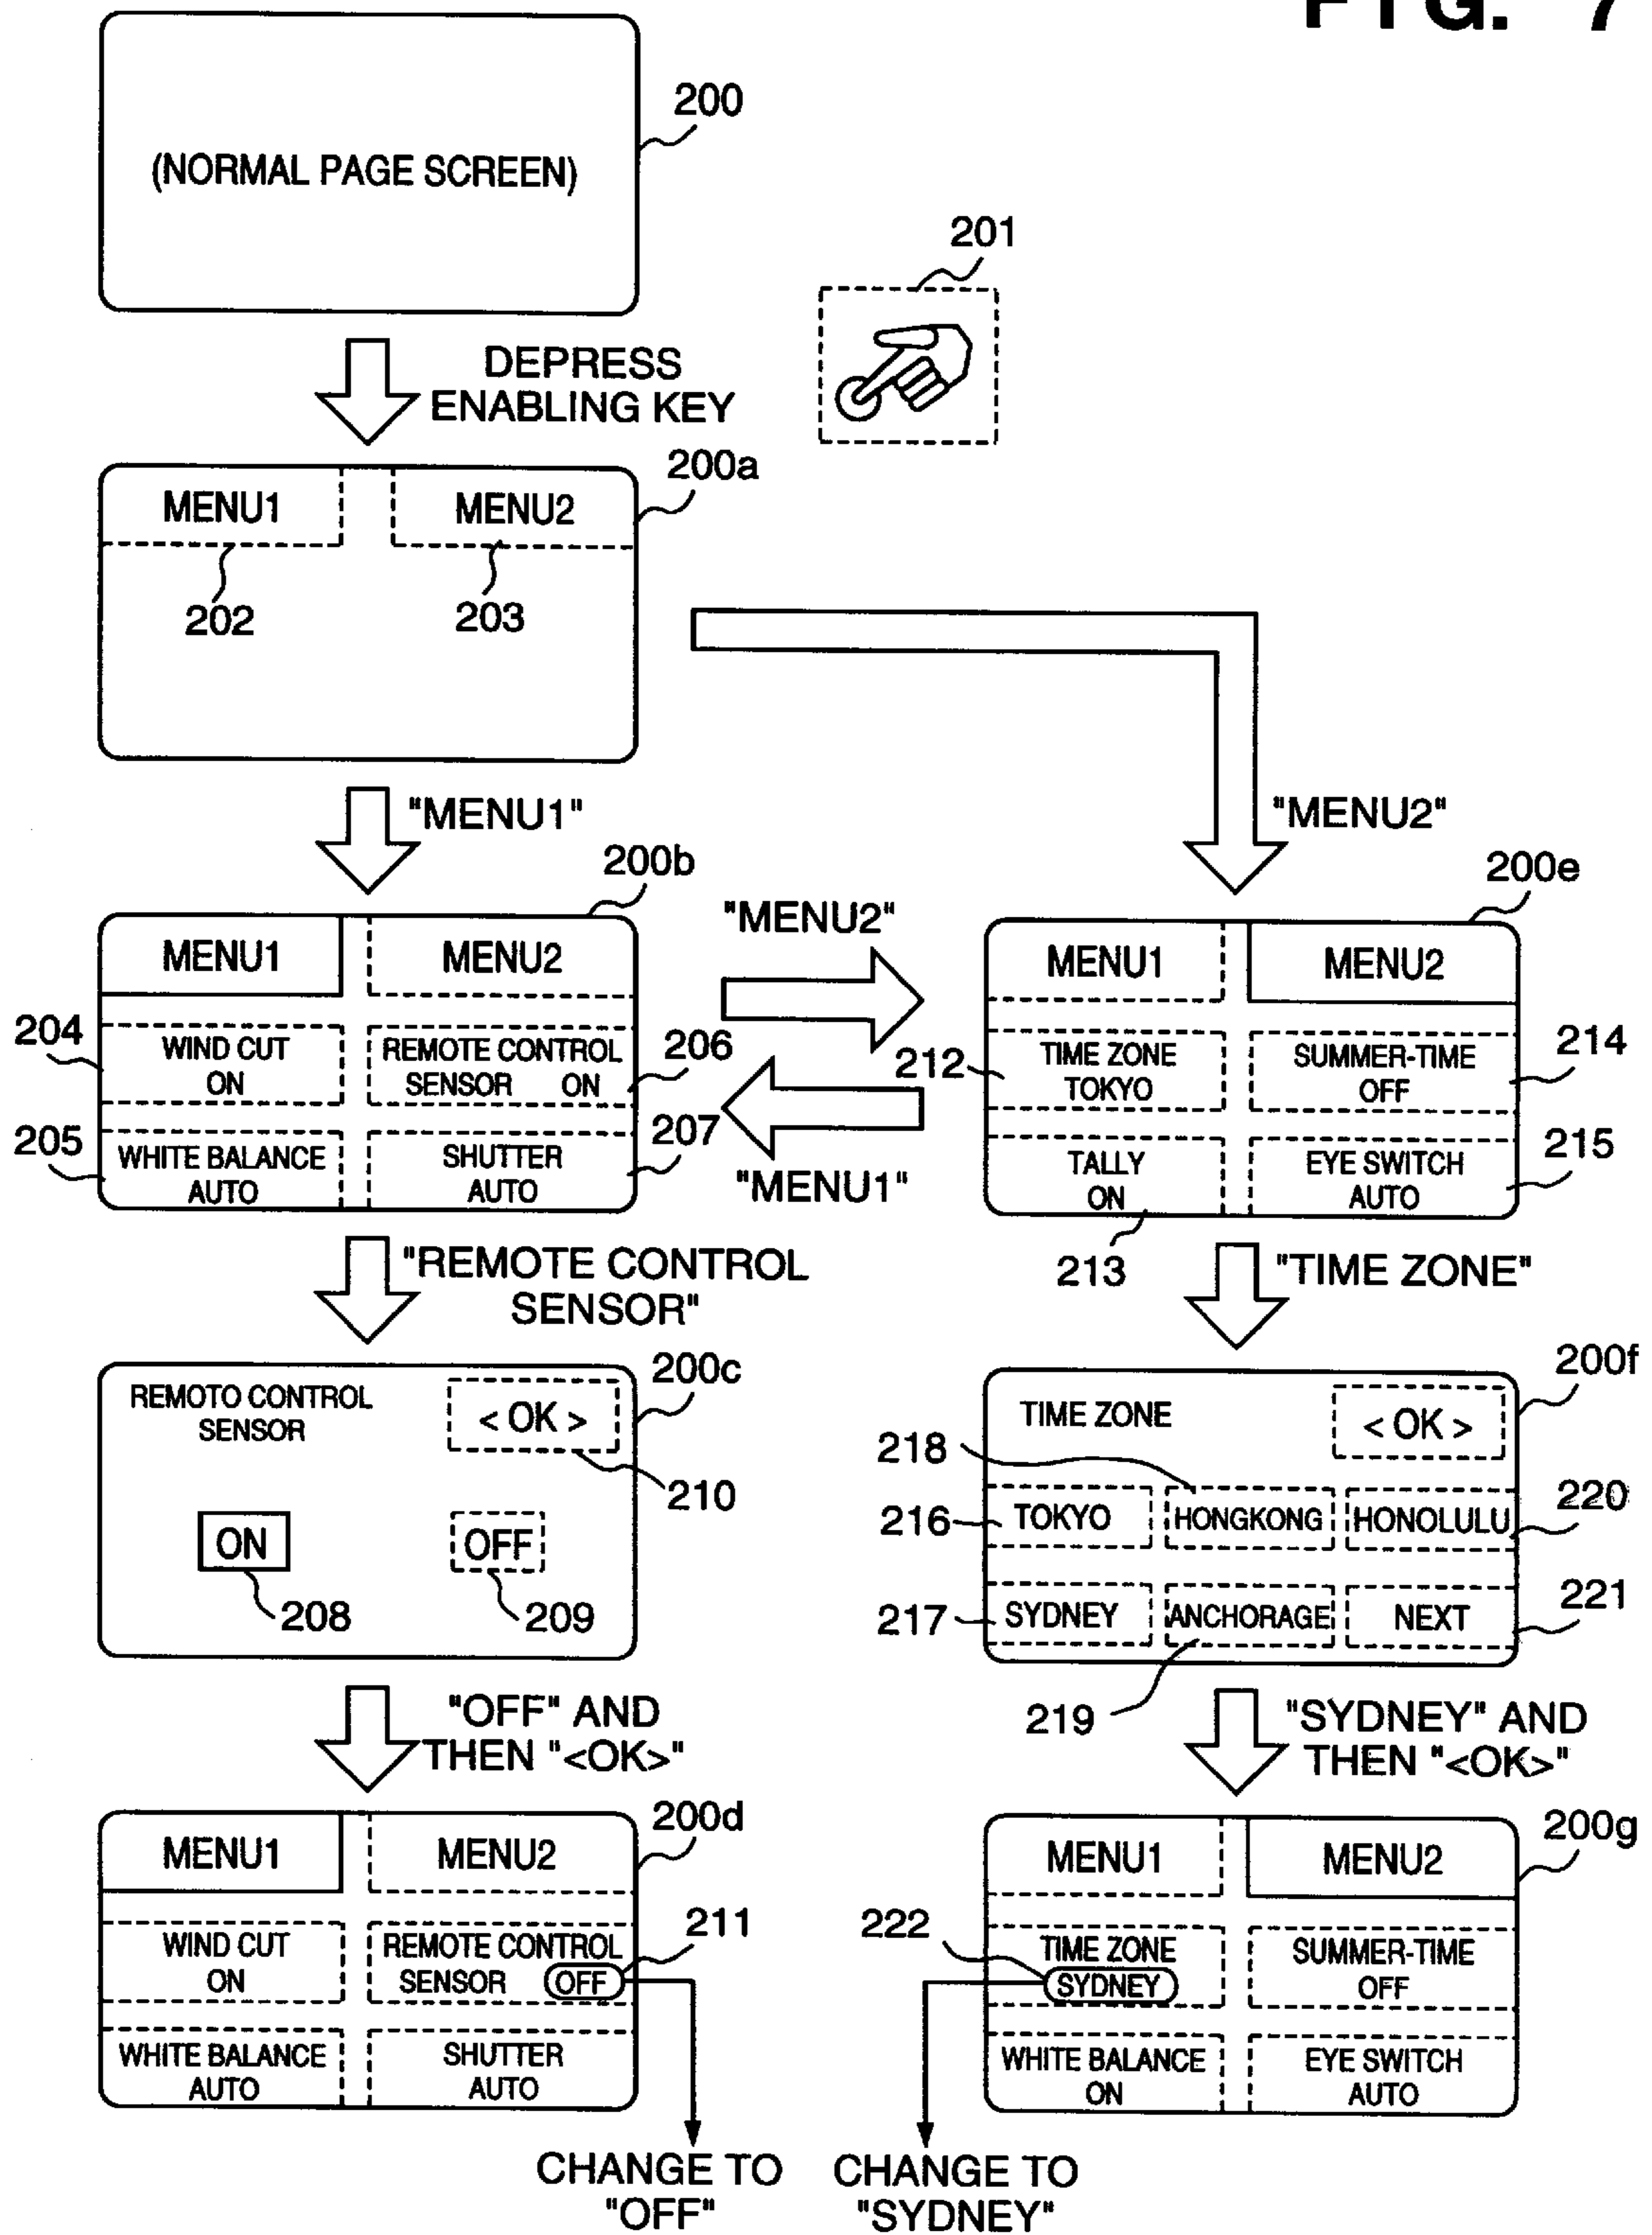 FIG. 7
200
(NORMAL PAGE SCREEN)
201
DEPRESS
ENABLING KEY
200a
MENU1
MENU2
202
203
"MENU1"
"MENU2"
200b
200e
MENU1
MENU2
"MENU2"
MENU1
MENU2
204
WIND CUT
ON
REMOTE CONTROL
SENSOR ON
206
212
TIME ZONE
TOKYO
SUMMER-TIME
OFF
214
205
WHITE BALANCE
AUTO
SHUTTER
AUTO
207
"MENU1"
TALLY
ON
EYE SWITCH
AUTO
215
213
"REMOTE CONTROL
SENSOR"
"TIME ZONE"
200c
200f
REMOTO CONTROL
SENSOR
< OK >
210
TIME ZONE
< OK >
218
ON
OFF
208
209
216
TOKYO
HONGKONG
HONOLULU
220
217
SYDNEY
ANCHORAGE
NEXT
221
219
"OFF" AND
THEN "<OK>"
"SYDNEY" AND
THEN "<OK>"
200d
200g
MENU1
MENU2
MENU1
MENU2
211
222
WIND CUT
ON
REMOTE CONTROL
SENSOR OFF
TIME ZONE
SYDNEY
SUMMER-TIME
OFF
WHITE BALANCE
AUTO
SHUTTER
AUTO
WHITE BALANCE
ON
EYE SWITCH
AUTO
CHANGE TO
"OFF"
CHANGE TO
"SYDNEY"